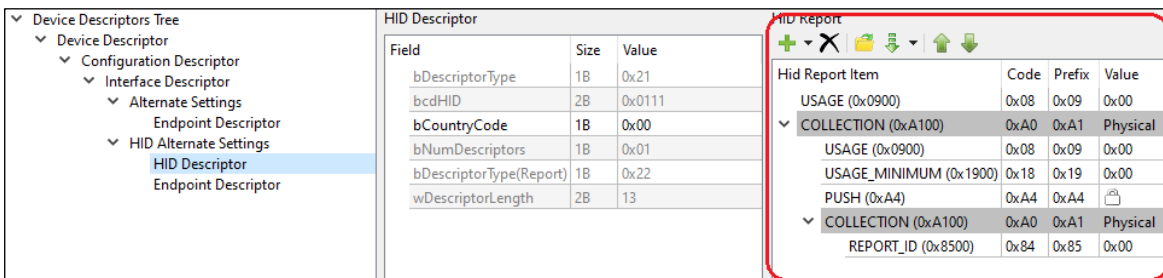 Device Descriptors Tree
Device Descriptor
Configuration Descriptor
Interface Descriptor
Alternate Settings
Endpoint Descriptor
HID Alternate Settings
HID Descriptor
Endpoint Descriptor
HID Descriptor
Field Size Value
bDescriptorType 1B 0x21
bcdHID 2B 0x0111
bCountryCode 1B 0x00
bNumDescriptors 1B 0x01
bDescriptorType(Report) 1B 0x22
wDescriptorLength 2B 13
HID Report
Hid Report Item Code Prefix Value
USAGE (0x0900) 0x08 0x09 0x00
COLLECTION (0xA100) 0xA0 0xA1 Physical
USAGE (0x0900) 0x08 0x09 0x00
USAGE_MINIMUM (0x1900) 0x18 0x19 0x00
PUSH (0xA4) 0xA4 0xA4
COLLECTION (0xA100) 0xA0 0xA1 Physical
REPORT_ID (0x8500) 0x84 0x85 0x00